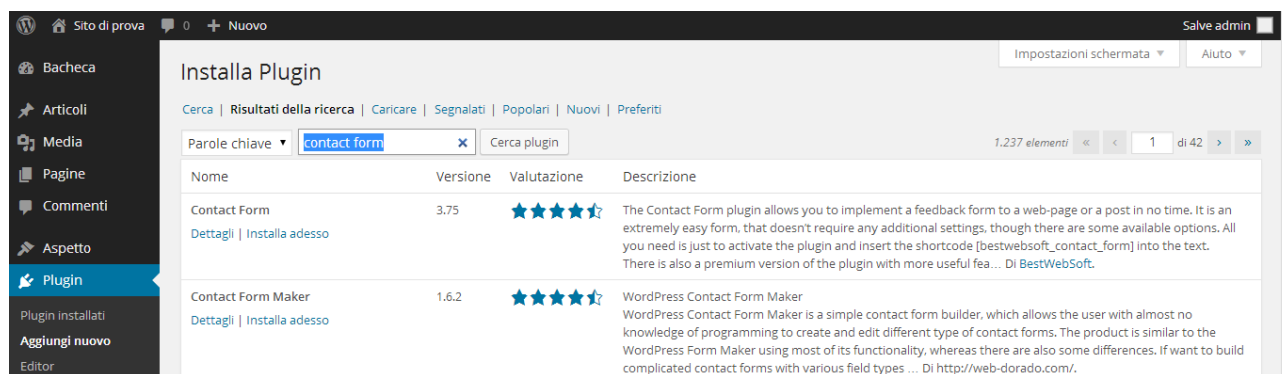 Sito di prova 0 + Nuovo Salve admin
Impostazioni schermata ▼ Aiuto ▼
Bacheca
Articoli
Media
Pagine
Commenti
Aspetto
Plugin
Plugin installati
Aggiungi nuovo
Editor
Installa Plugin
Cerca | Risultati della ricerca | Caricare | Segnalati | Popolari | Nuovi | Preferiti
Parole chiave ▼ contact form × Cerca plugin 1.237 elementi « ‹ 1 di 42 › »
Nome Versione Valutazione Descrizione
Contact Form 3.75
Dettagli | Installa adesso
The Contact Form plugin allows you to implement a feedback form to a web-page or a post in no time. It is an
extremely easy form, that doesn't require any additional settings, though there are some available options. All
you need is just to activate the plugin and insert the shortcode [bestwebsoft_contact_form] into the text.
There is also a premium version of the plugin with more useful fea… Di BestWebSoft.
Contact Form Maker 1.6.2
Dettagli | Installa adesso
WordPress Contact Form Maker
WordPress Contact Form Maker is a simple contact form builder, which allows the user with almost no
knowledge of programming to create and edit different type of contact forms. The product is similar to the
WordPress Form Maker using most of its functionality, whereas there are also some differences. If want to build
complicated contact forms with various field types … Di http://web-dorado.com/.